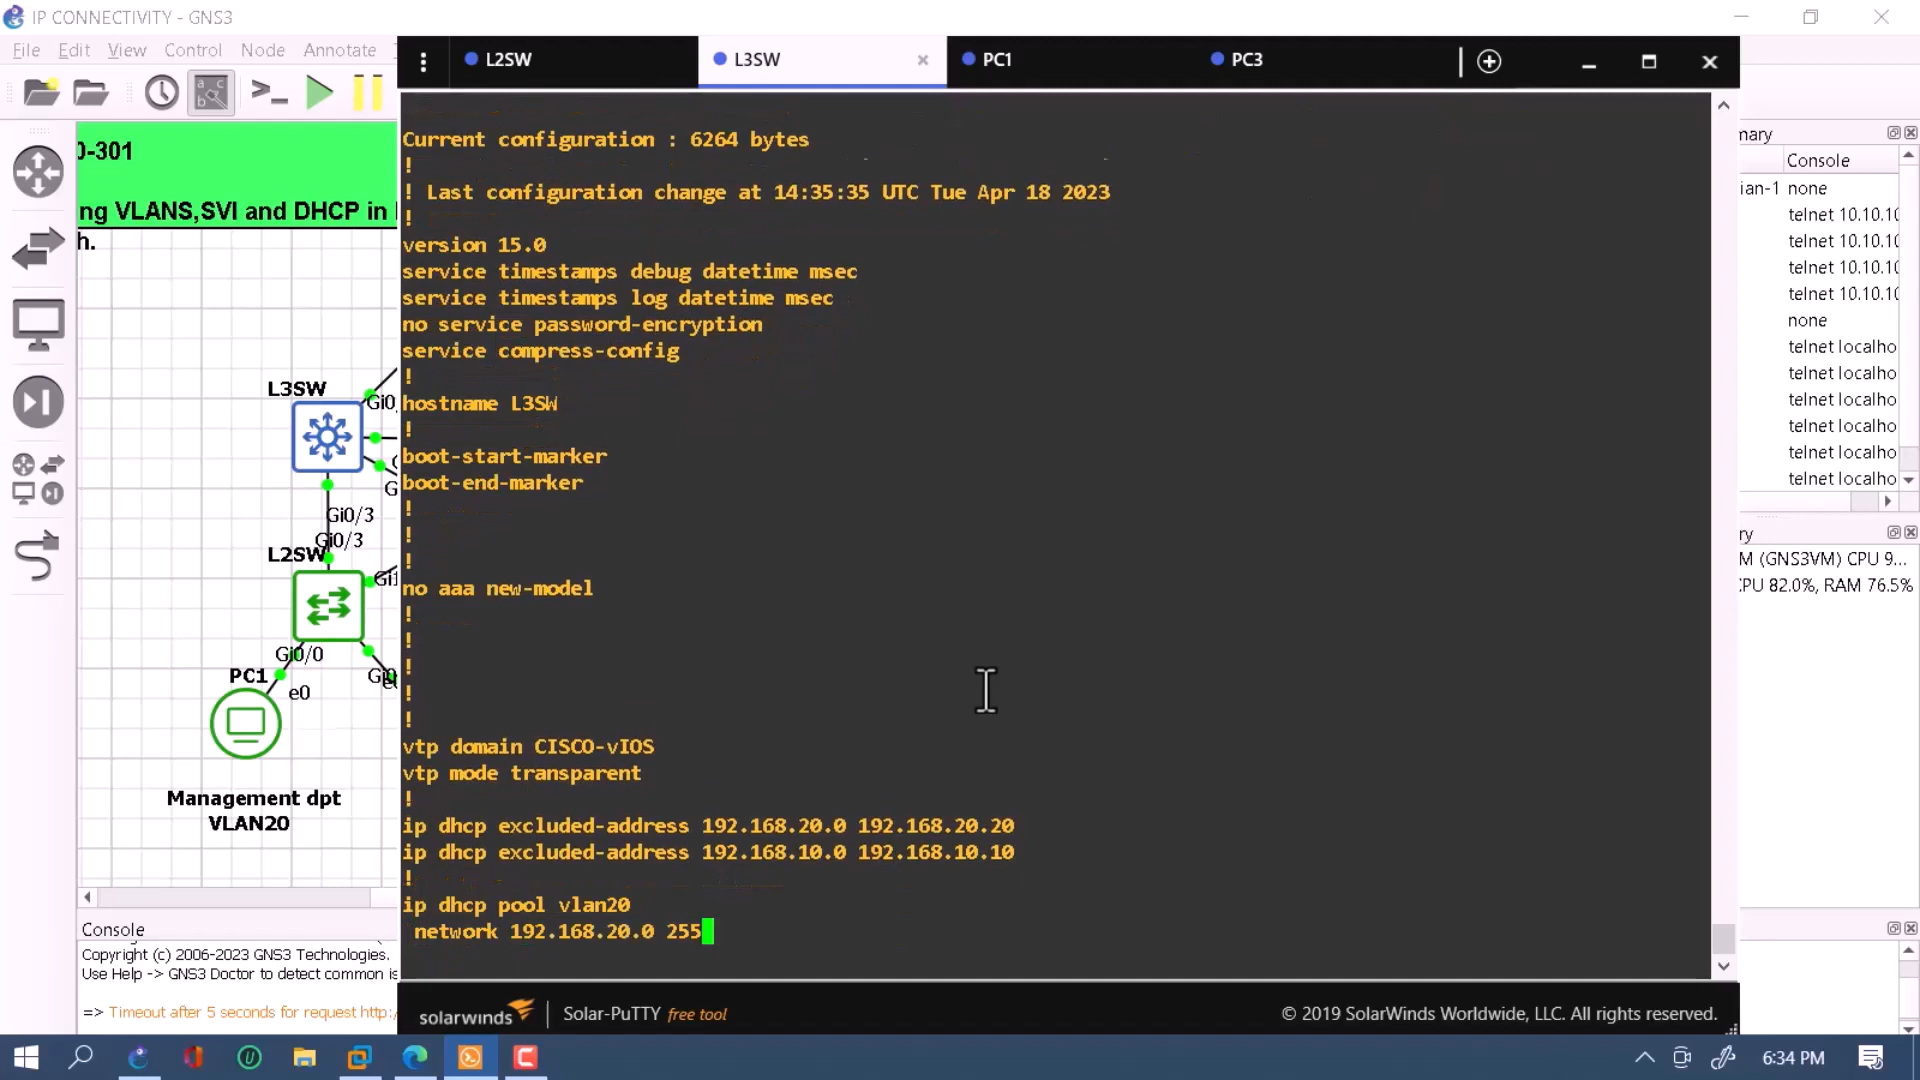 IP CONNECTIVITY - GNS3
File Edit View Control Node Annotate
L2SW
L3SW
PC1
PC3
0-301
ng VLANS,SVI and DHCP in
h.
L3SW
Gi0
Gi0/3
Gi0/3
L2SW
Gi0/0
PC1
e0
Management dpt
VLAN20
Console
Copyright (c) 2006-2023 GNS3 Technologies.
Use Help -> GNS3 Doctor to detect common is
=> Timeout after 5 seconds for request http:
Current configuration : 6264 bytes
!
! Last configuration change at 14:35:35 UTC Tue Apr 18 2023
!
version 15.0
service timestamps debug datetime msec
service timestamps log datetime msec
no service password-encryption
service compress-config
!
hostname L3SW
!
boot-start-marker
boot-end-marker
!
!
!
no aaa new-model
!
!
!
!
!
vtp domain CISCO-vIOS
vtp mode transparent
!
ip dhcp excluded-address 192.168.20.0 192.168.20.20
ip dhcp excluded-address 192.168.10.0 192.168.10.10
!
ip dhcp pool vlan20
network 192.168.20.0 255
mary
Console
ian-1 none
telnet 10.10.10
telnet 10.10.10
telnet 10.10.10
telnet 10.10.10
none
telnet localho
telnet localho
telnet localho
telnet localho
telnet localho
telnet localho
ry
M (GNS3VM) CPU 9...
CPU 82.0%, RAM 76.5%
solarwinds
Solar-PuTTY free tool
© 2019 SolarWinds Worldwide, LLC. All rights reserved.
6:34 PM